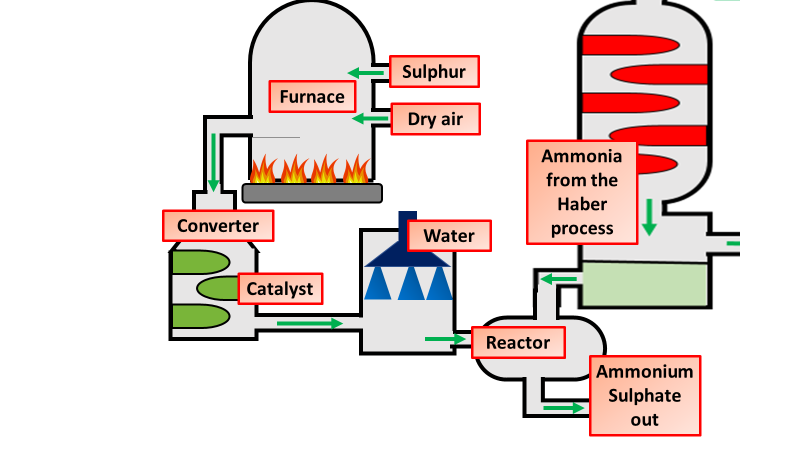 Sulphur
Furnace
Dry air
Ammonia
from the
Haber
process
Converter
Water
Catalyst
Reactor
Ammonium
Sulphate
out